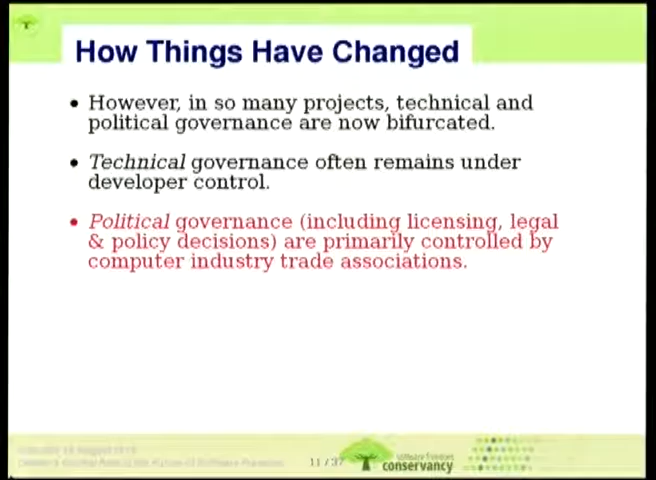 How Things Have Changed
• However, in so many projects, technical and
political governance are now bifurcated.
• Technical governance often remains under
developer control.
• Political governance (including licensing, legal
& policy decisions) are primarily controlled by
computer industry trade associations.
11 / 37
Software Freedom
conservancy